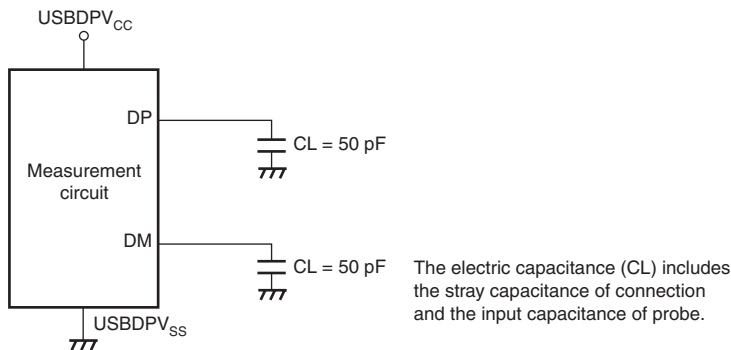 USBDPVCC
DP
CL = 50 pF
Measurement
circuit
DM
CL = 50 pF
The electric capacitance (CL) includes
the stray capacitance of connection
and the input capacitance of probe.
USBDPVSS